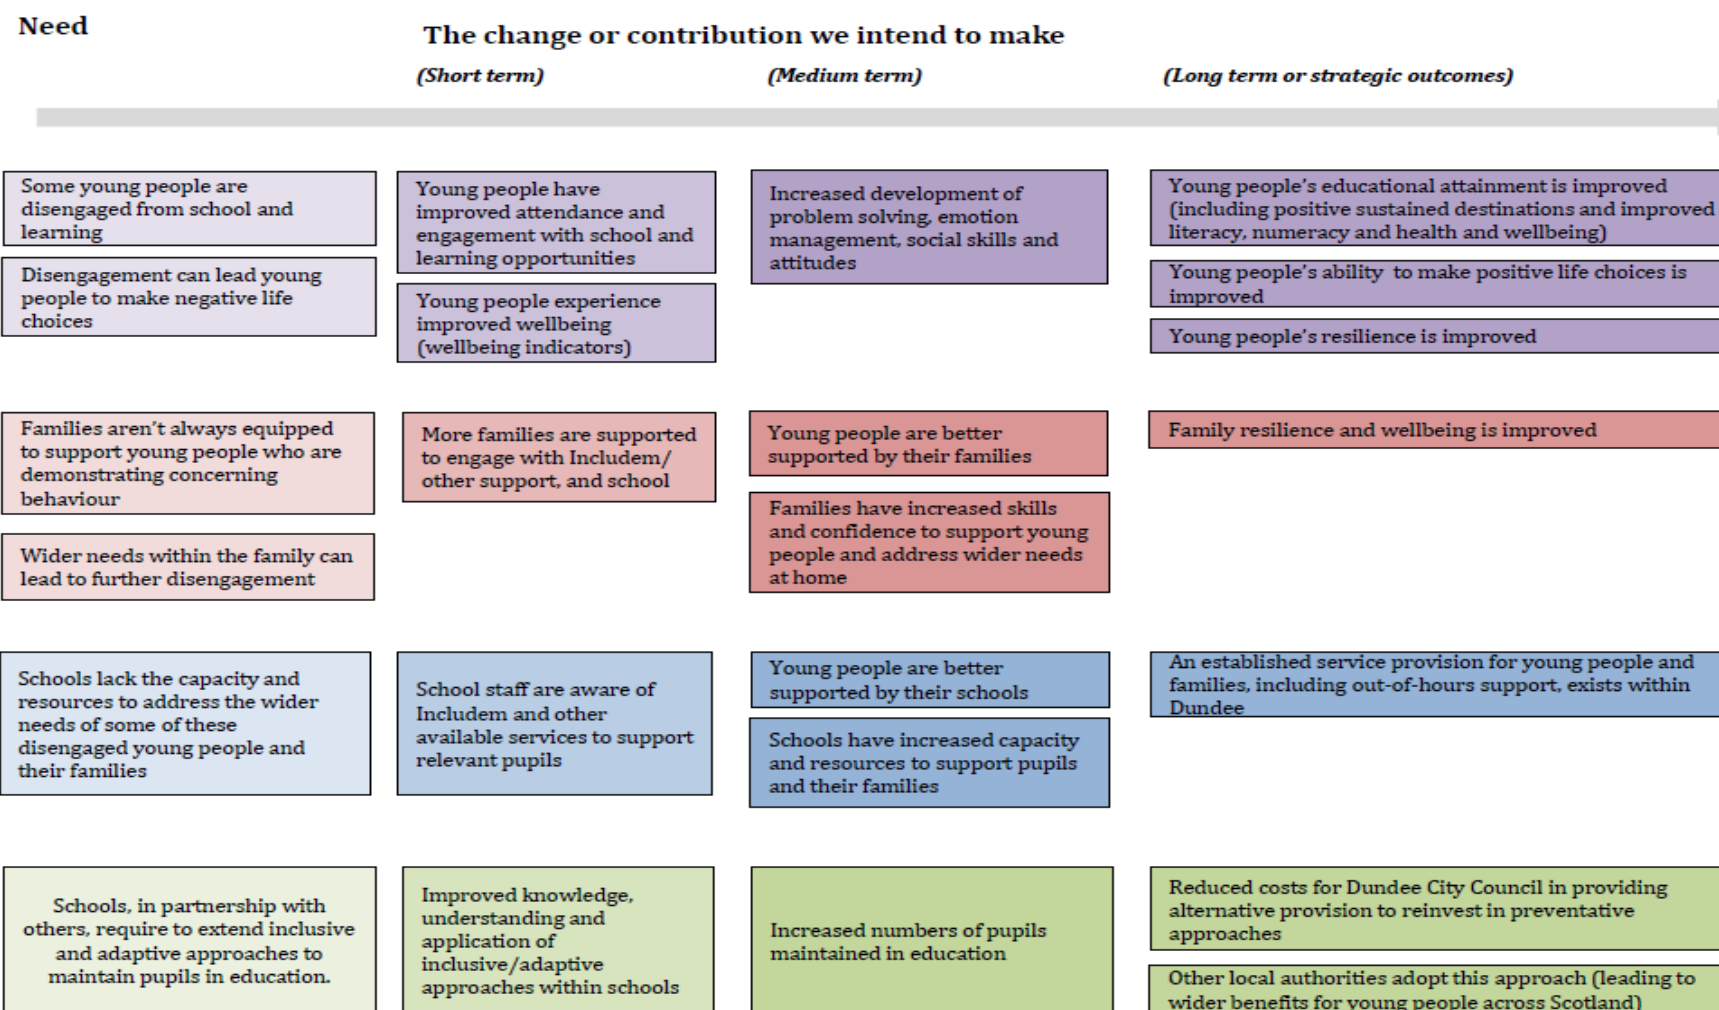 Need
The change or contribution we intend to make
(Short term)
(Medium term)
(Long term or strategic outcomes)
Some young people are
disengaged from school and
learning
Disengagement can lead young
people to make negative life
choices
Young people have
improved attendance and
engagement with school and
learning opportunities
Young people experience
improved wellbeing
(wellbeing indicators)
Increased development of
problem solving, emotion
management, social skills and
attitudes
Young people's educational attainment is improved
(including positive sustained destinations and improved
literacy, numeracy and health and wellbeing)
Young people's ability to make positive life choices is
improved
Young people's resilience is improved
Families aren't always equipped
to support young people who are
demonstrating concerning
behaviour
Wider needs within the family can
lead to further disengagement
More families are supported
to engage with Includem/
other support, and school
Young people are better
supported by their families
Families have increased skills
and confidence to support young
people and address wider needs
at home
Family resilience and wellbeing is improved
Schools lack the capacity and
resources to address the wider
needs of some of these
disengaged young people and
their families
School staff are aware of
Includem and other
available services to support
relevant pupils
Young people are better
supported by their schools
Schools have increased capacity
and resources to support pupils
and their families
An established service provision for young people and
families, including out-of-hours support, exists within
Dundee
Schools, in partnership with
others, require to extend inclusive
and adaptive approaches to
maintain pupils in education.
Improved knowledge,
understanding and
application of
inclusive/adaptive
approaches within schools
Increased numbers of pupils
maintained in education
Reduced costs for Dundee City Council in providing
alternative provision to reinvest in preventative
approaches
Other local authorities adopt this approach (leading to
wider benefits for young people across Scotland)